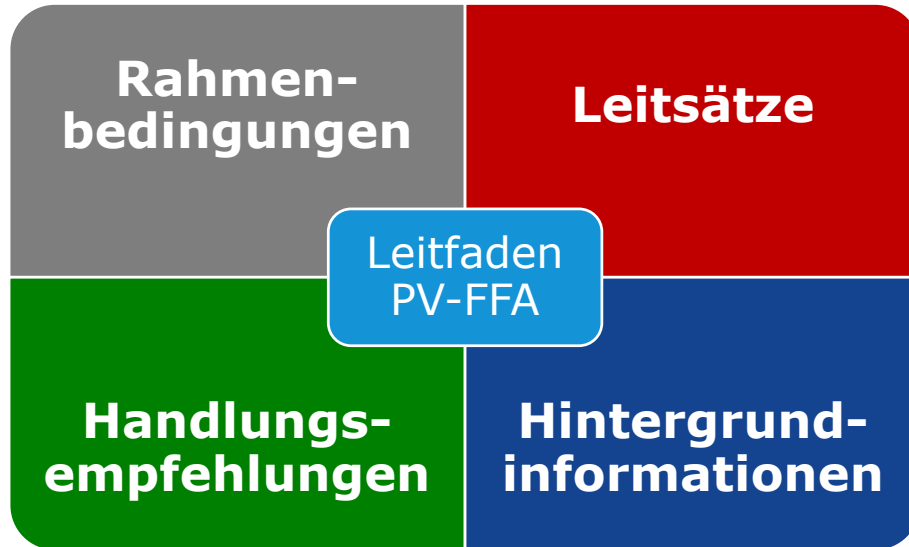 Rahmen-
bedingungen
Leitsätze
Leitfaden
PV-FFA
Handlungs-
empfehlungen
Hintergrund-
informationen